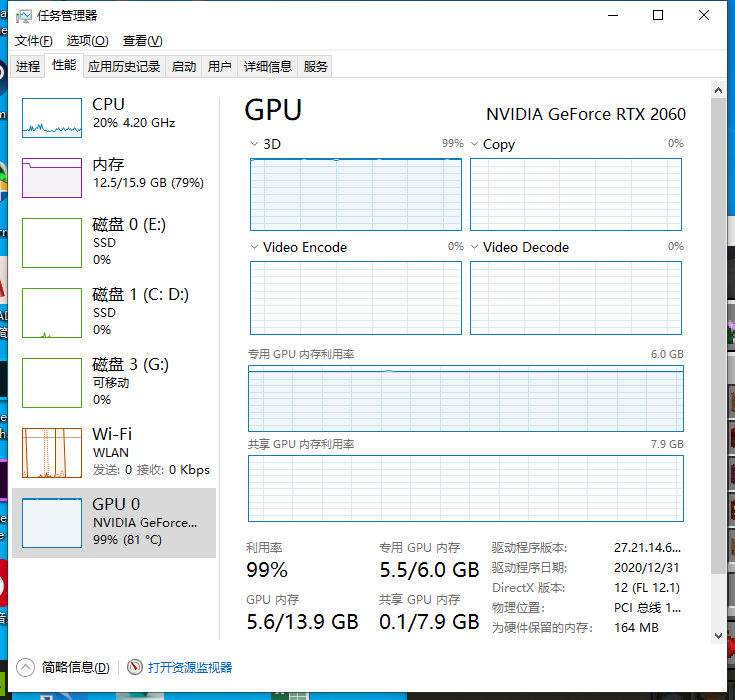 任务管理器
文件(F) 选项(O) 查看(V)
进程 性能 应用历史记录 启动 用户 详细信息 服务
CPU
20% 4.20 GHz
内存
12.5/15.9 GB (79%)
磁盘 0 (E:)
SSD
0%
磁盘 1 (C: D:)
SSD
0%
磁盘 3 (G:)
可移动
0%
Wi-Fi
WLAN
发送: 0 接收: 0 Kbps
GPU 0
NVIDIA GeForce...
99% (81 °C)
GPU NVIDIA GeForce RTX 2060
3D 99% Copy 0%
Video Encode 0% Video Decode 0%
专用 GPU 内存利用率 6.0 GB
共享 GPU 内存利用率 7.9 GB
利用率
99%
专用 GPU 内存
5.5/6.0 GB
GPU 内存
5.6/13.9 GB
共享 GPU 内存
0.1/7.9 GB
驱动程序版本: 27.21.14.6...
驱动程序日期: 2020/12/31
DirectX 版本: 12 (FL 12.1)
物理位置: PCI 总线 1...
为硬件保留的内存: 164 MB
简略信息(D) 打开资源监视器